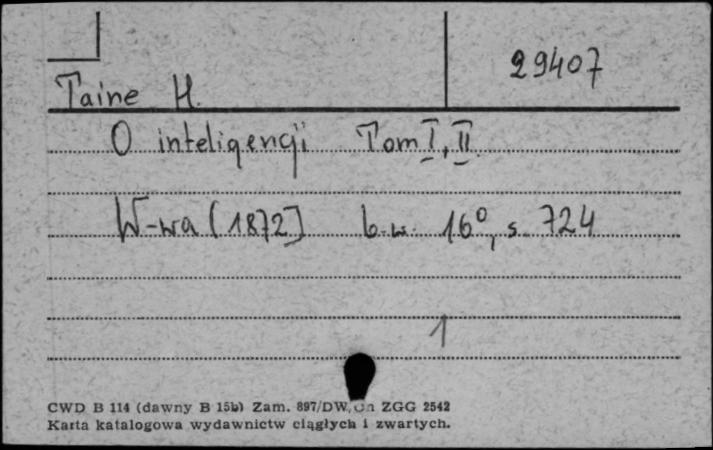 29407
Taine H.
O inteligencji Tom I, II.
W-wa [1872] b.w. 16°, s. 724
1
CWD B 114 (dawny B 15b) Zam. 897/DW, ZGG 2542
Karta katalogowa wydawnictw ciągłych i zwartych.